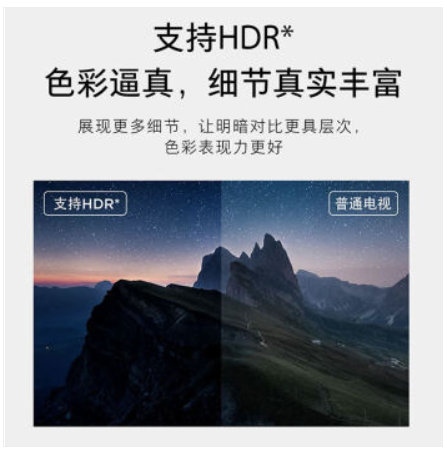 支持HDR*
色彩逼真，细节真实丰富
展现更多细节，让明暗对比更具层次，
色彩表现力更好
支持HDR*
普通电视